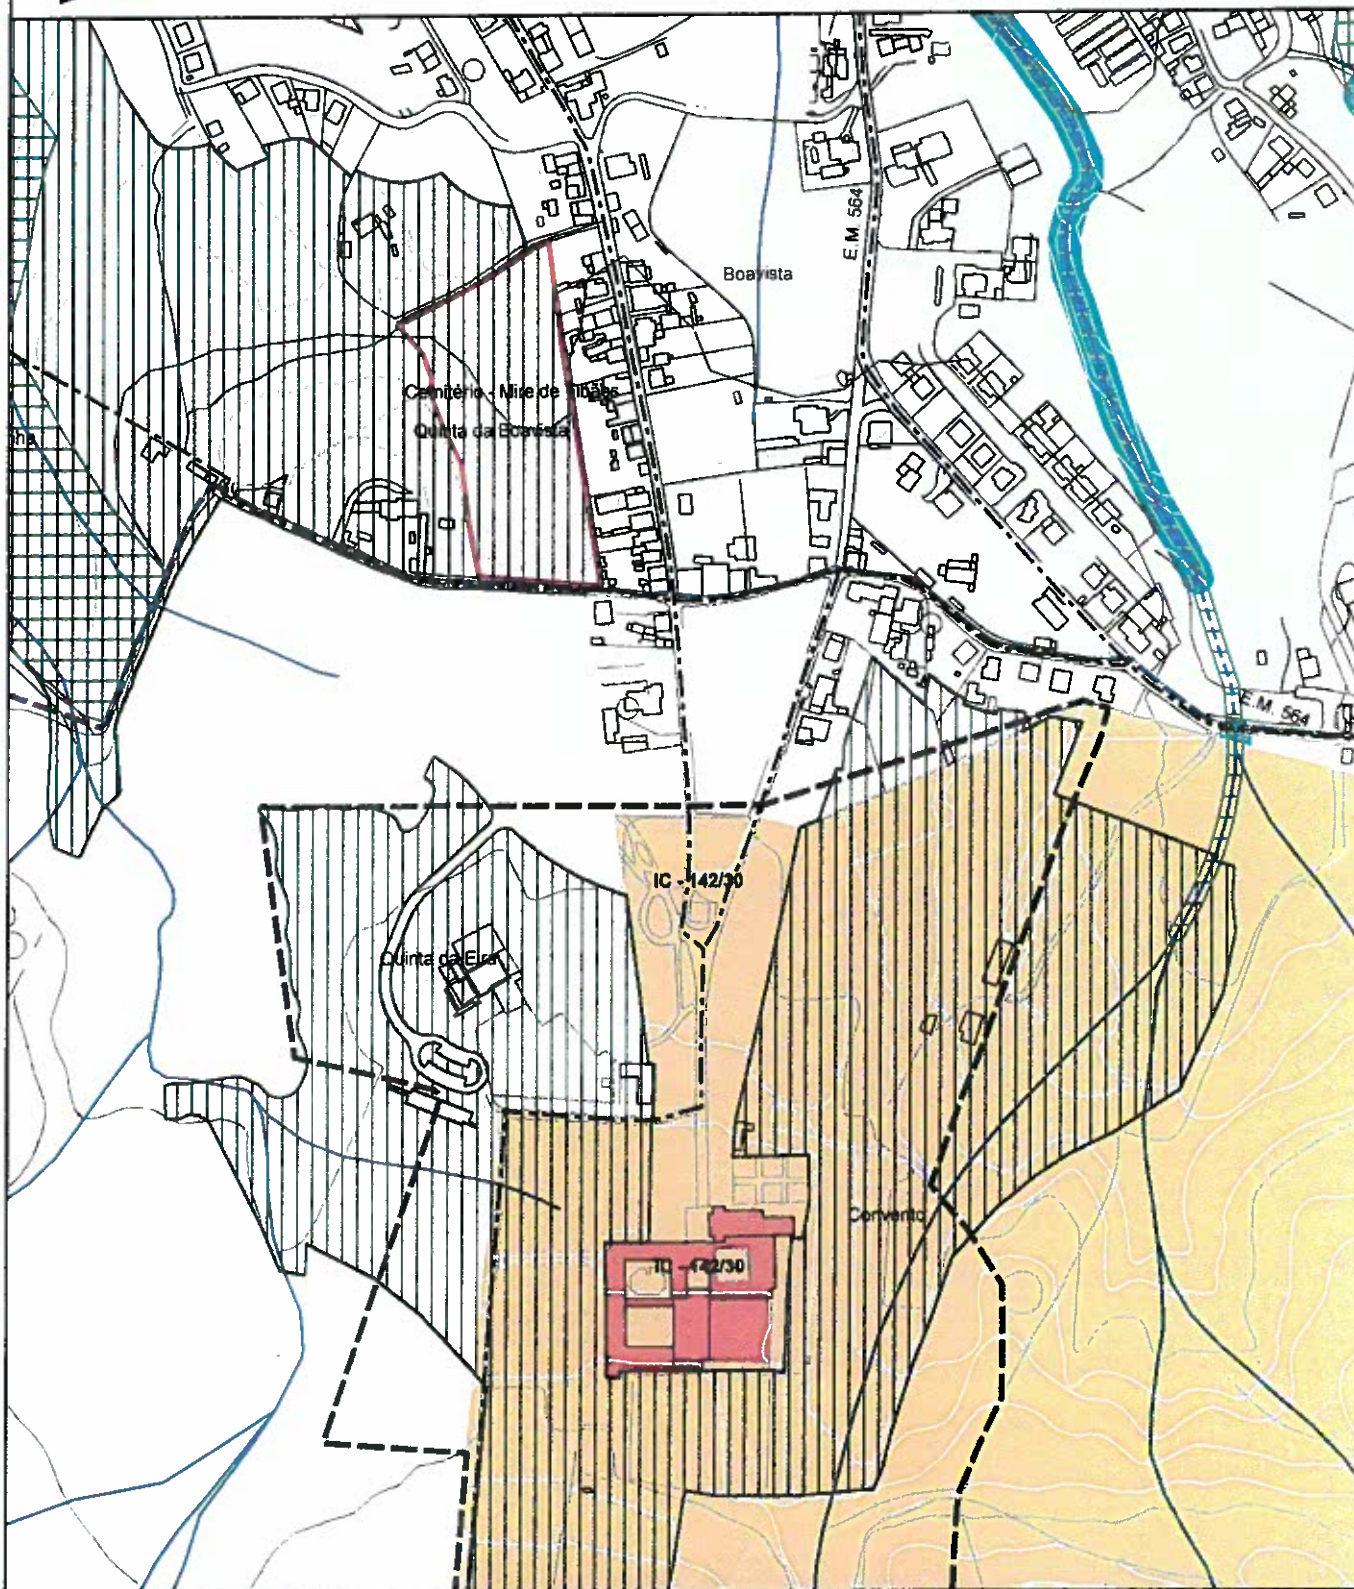 E.M. 564
Boavista
Cemitério - Mire de Tibães
Quinta da Boavista
E.M. 564
IC - 142/30
Quinta da Eira
Convento
IC - 142/30